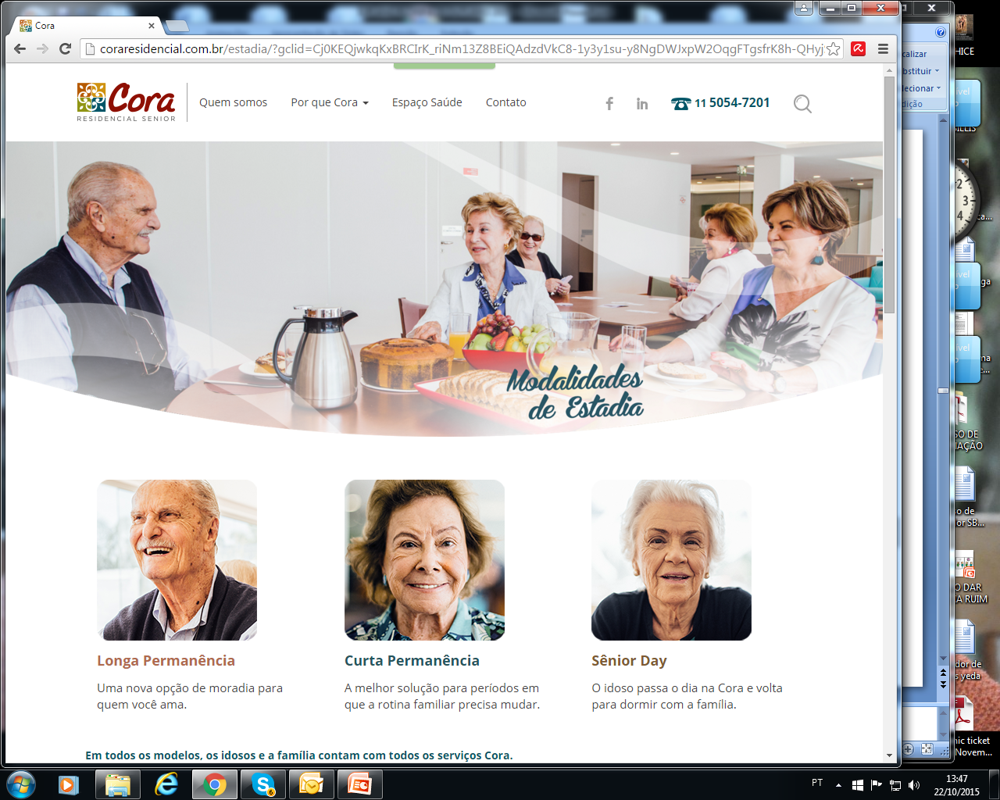 Cora
coraresidencial.com.br/estadia/?gclid=Cj0KEQjwkqKxBRCIrK_riNm13Z8BEiQAdzdVkC8-1y3y1su-y8NgDWJxpW2OqgFTgsfrK8h-QHyj
Cora
RESIDENCIAL SENIOR
Quem somos
Por que Cora
Espaço Saúde
Contato
f
in
11 5054-7201
Modalidades
de Estadia
Longa Permanência
Uma nova opção de moradia para
quem você ama.
Curta Permanência
A melhor solução para períodos em
que a rotina familiar precisa mudar.
Sênior Day
O idoso passa o dia na Cora e volta
para dormir com a família.
Em todos os modelos, os idosos e a família contam com todos os serviços Cora.
calizar
bstituir
lecionar
dição
HICE
SO DE
AÇÃO
o de
or SB...
O DAR
A RUIM
dor de
s yeda
nic ticket
Novem...
6
PT
13:47
22/10/2015